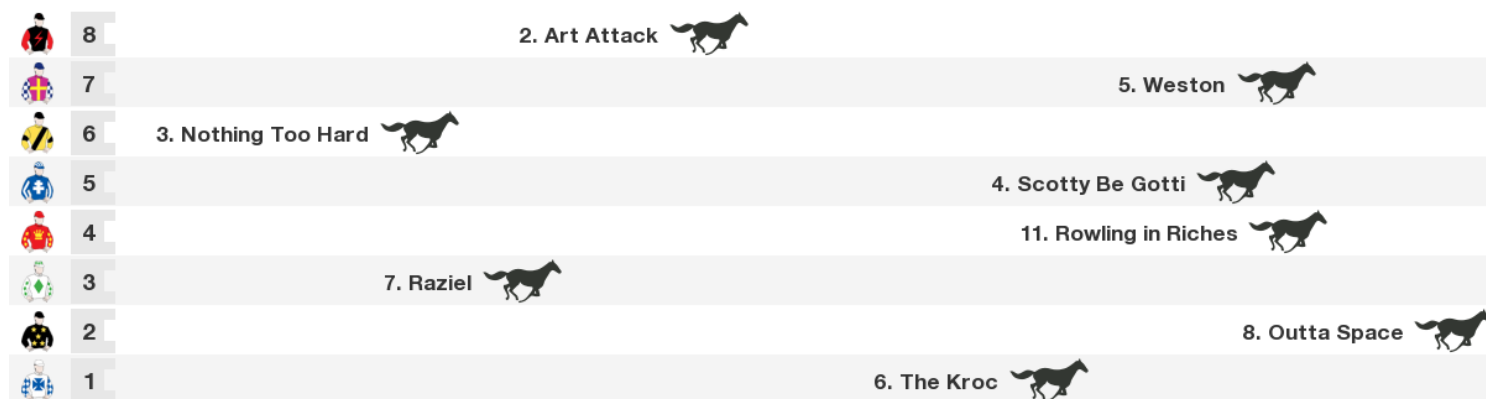 8 2. Art Attack
7 5. Weston
6 3. Nothing Too Hard
5 4. Scotty Be Gotti
4 11. Rowling in Riches
3 7. Raziel
2 8. Outta Space
1 6. The Kroc